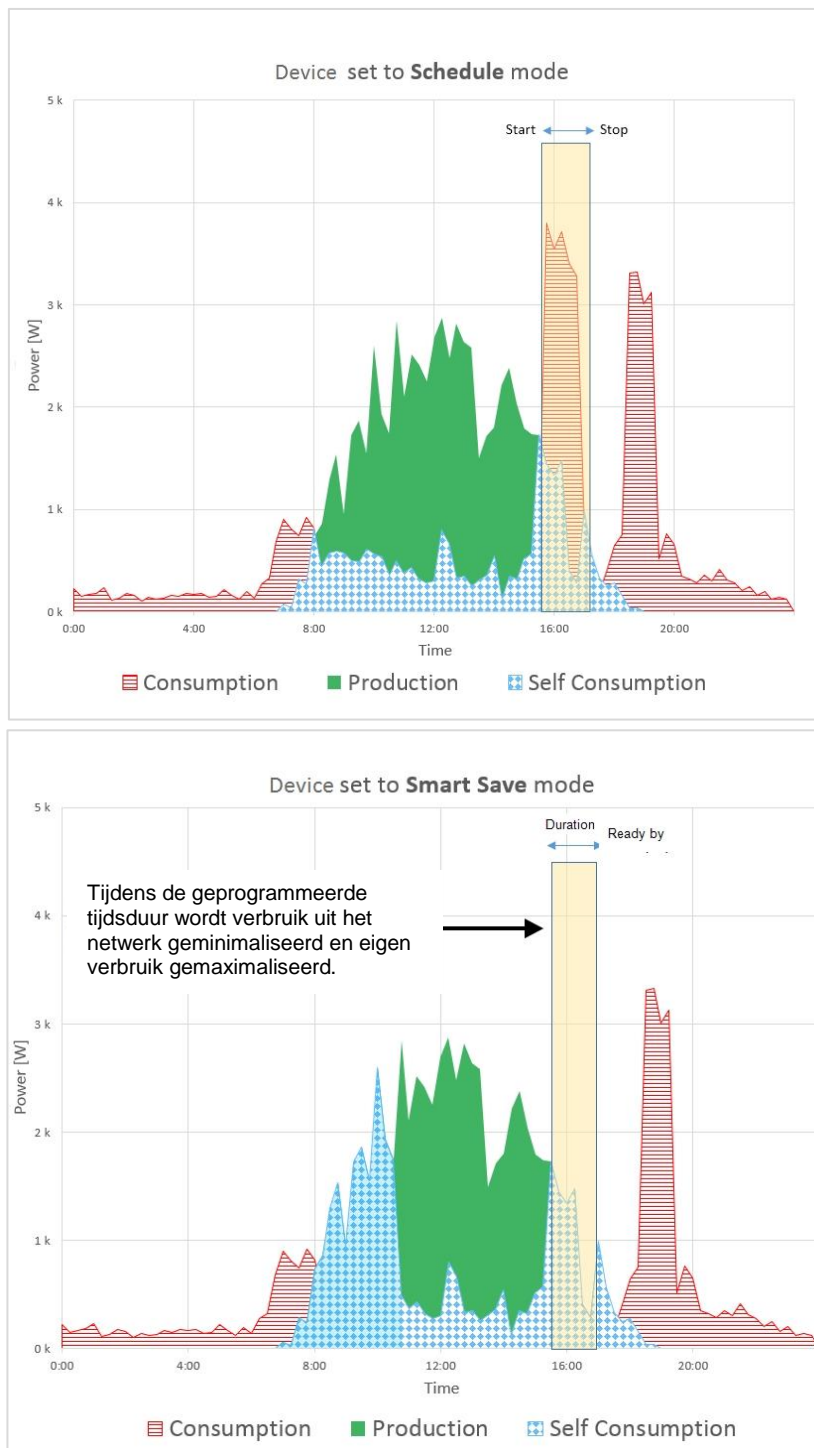 Device set to Schedule mode
5 k
Start
Stop
4 k
3 k
Power [W]
2 k
1 k
0 k
0:00
4:00
8:00
12:00
16:00
20:00
Time
Consumption
Production
Self Consumption
Device set to Smart Save mode
5 k
Duration
Ready by
Tijdens de geprogrammeerde
tijdsduur wordt verbruik uit het
netwerk geminimaliseerd en eigen
verbruik gemaximaliseerd.
4 k
3 k
Power [W]
2 k
1 k
0 k
0:00
4:00
8:00
12:00
16:00
20:00
Time
Consumption
Production
Self Consumption